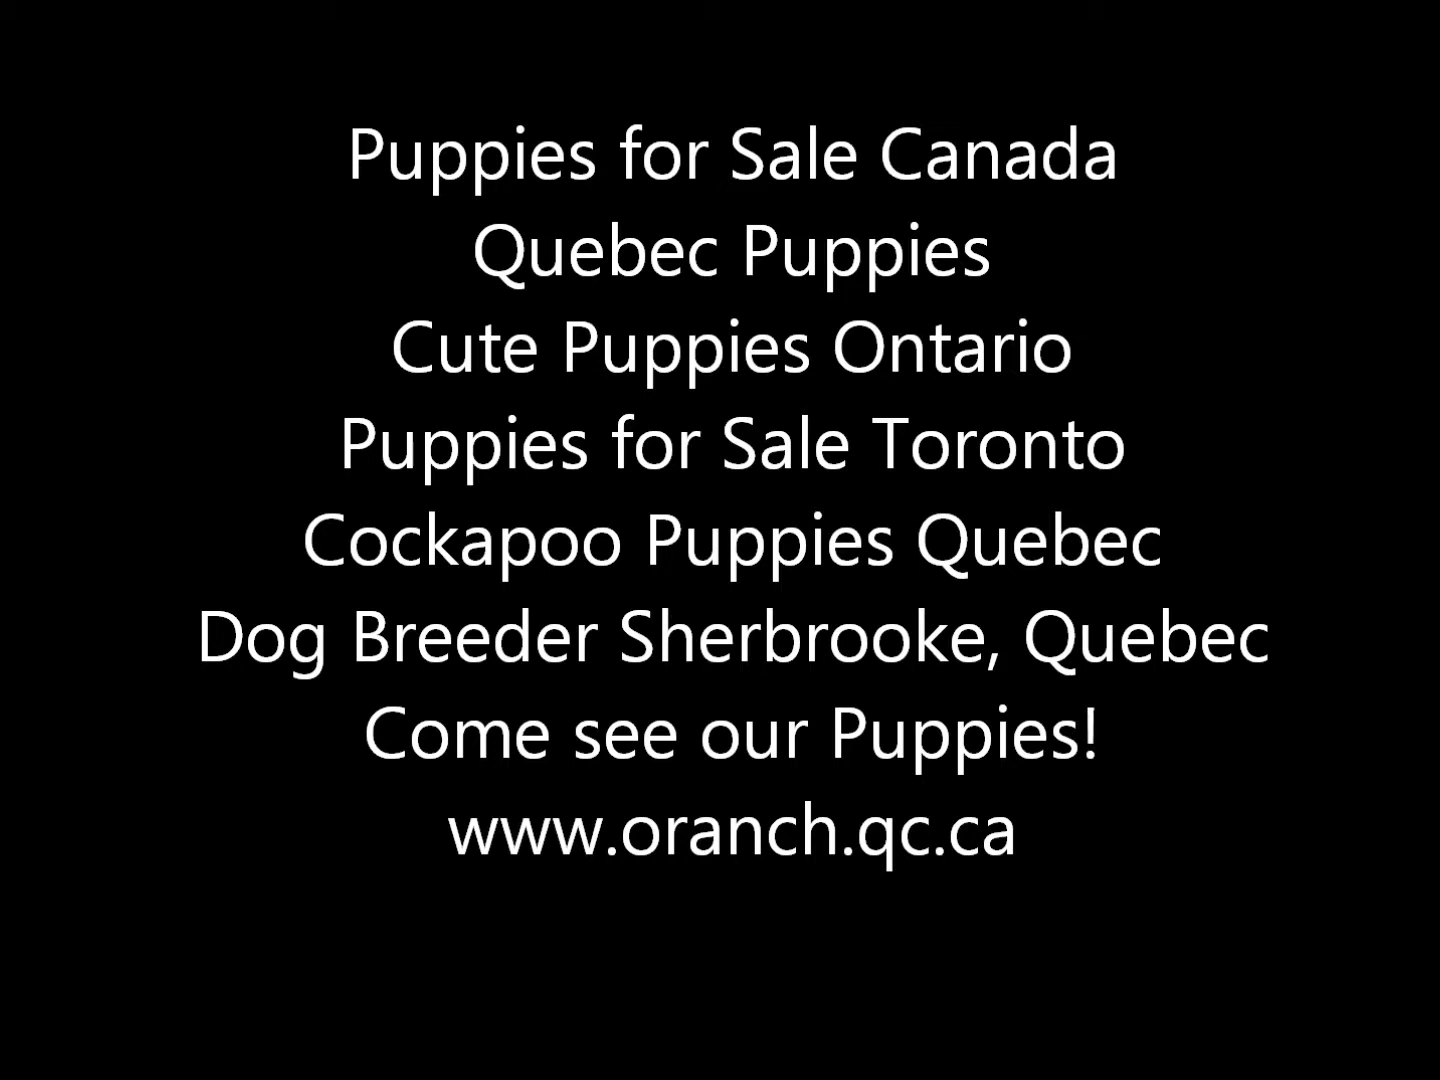 Puppies for Sale Canada
Quebec Puppies
Cute Puppies Ontario
Puppies for Sale Toronto
Cockapoo Puppies Quebec
Dog Breeder Sherbrooke, Quebec
Come see our Puppies!
www.oranch.qc.ca